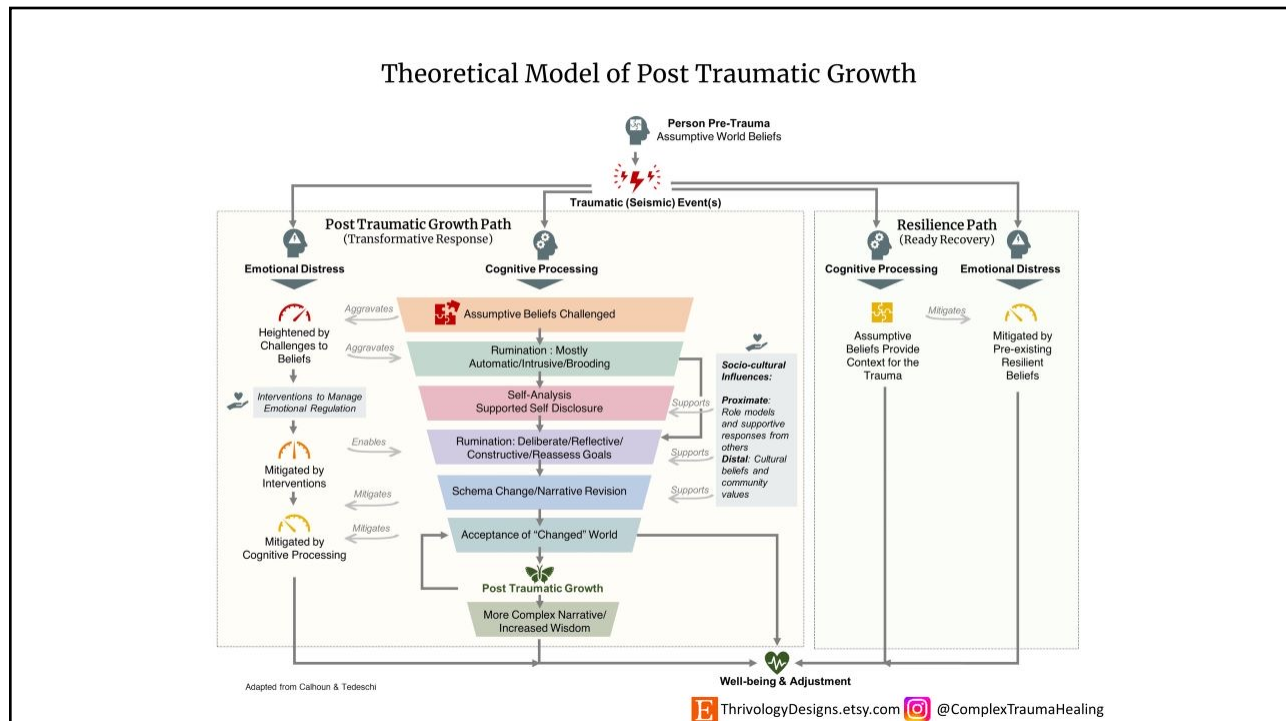 Theoretical Model of Post Traumatic Growth
Person Pre-Trauma
Assumptive World Beliefs
Traumatic (Seismic) Event(s)
Post Traumatic Growth Path
(Transformative Response)
Emotional Distress
Cognitive Processing
Aggravates
Heightened by
Challenges to
Beliefs
Aggravates
Interventions to Manage
Emotional Regulation
Enables
Mitigated by
Interventions
Mitigates
Mitigates
Mitigated by
Cognitive Processing
Assumptive Beliefs Challenged
Rumination : Mostly
Automatic/Intrusive/Brooding
Self-Analysis
Supported Self Disclosure
Rumination: Deliberate/Reflective/
Constructive/Reassess Goals
Schema Change/Narrative Revision
Acceptance of “Changed” World
Post Traumatic Growth
More Complex Narrative/
Increased Wisdom
Supports
Supports
Supports
Socio-cultural
Influences:
Proximate:
Role models
and supportive
responses from
others
Distal: Cultural
beliefs and
community
values
Resilience Path
(Ready Recovery)
Cognitive Processing
Emotional Distress
Mitigates
Assumptive
Beliefs Provide
Context for the
Trauma
Mitigated by
Pre-existing
Resilient
Beliefs
Well-being & Adjustment
Adapted from Calhoun & Tedeschi
E ThrivologyDesigns.etsy.com @ComplexTraumaHealing